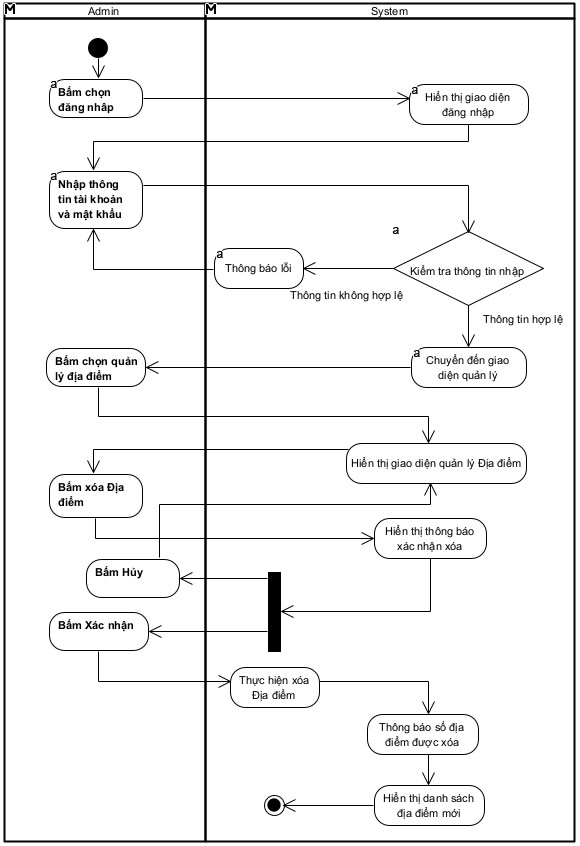 M
Admin
M
System
a
Bấm chọn
đăng nhập
a
Hiển thị giao diện
đăng nhập
a
Nhập thông
tin tài khoản
và mật khẩu
a
Kiểm tra thông tin nhập
a
Thông báo lỗi
Thông tin không hợp lệ
Thông tin hợp lệ
Bấm chọn quản
lý địa điểm
a
Chuyển đến giao
diện quản lý
Hiển thị giao diện quản lý Địa điểm
Bấm xóa Địa
điểm
Hiển thị thông báo
xác nhận xóa
Bấm Hủy
Bấm Xác nhận
Thực hiện xóa
Địa điểm
Thông báo số địa
điểm được xóa
Hiển thị danh sách
địa điểm mới